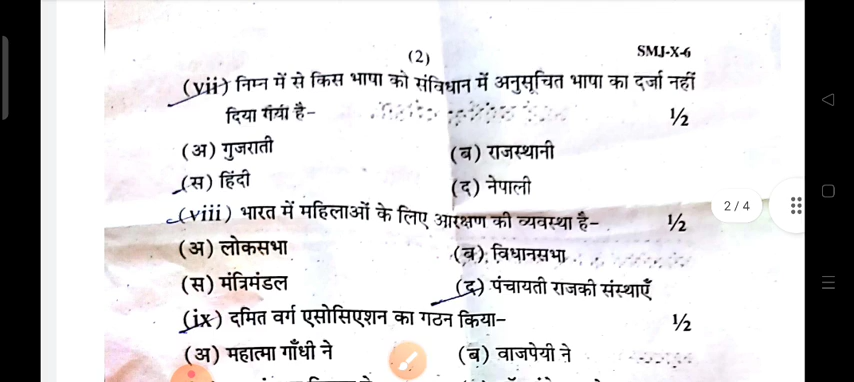 (2)
SMJ-X-6
(vii) निम्न में से किस भाषा को संविधान में अनुसूचित भाषा का दर्जा नहीं
दिया गया है- ½
(अ) गुजराती (ब) राजस्थानी
(स) हिंदी (द) नेपाली
2 / 4
(viii) भारत में महिलाओं के लिए आरक्षण की व्यवस्था है- ½
(अ) लोकसभा (ब) विधानसभा
(स) मंत्रिमंडल (द) पंचायती राजकी संस्थाएँ
(ix) दमित वर्ग एसोसिएशन का गठन किया- ½
(अ) महात्मा गाँधी ने (ब) वाजपेयी ने